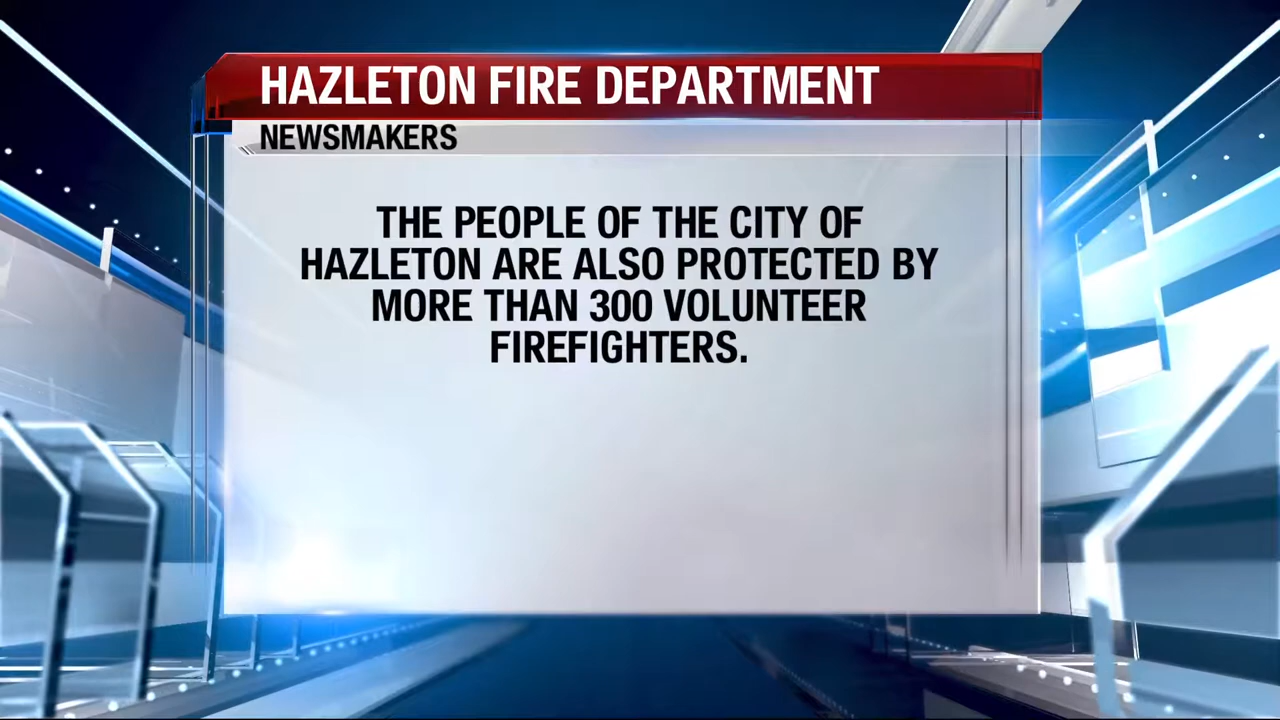 HAZLETON FIRE DEPARTMENT
NEWSMAKERS
THE PEOPLE OF THE CITY OF
HAZLETON ARE ALSO PROTECTED BY
MORE THAN 300 VOLUNTEER
FIREFIGHTERS.